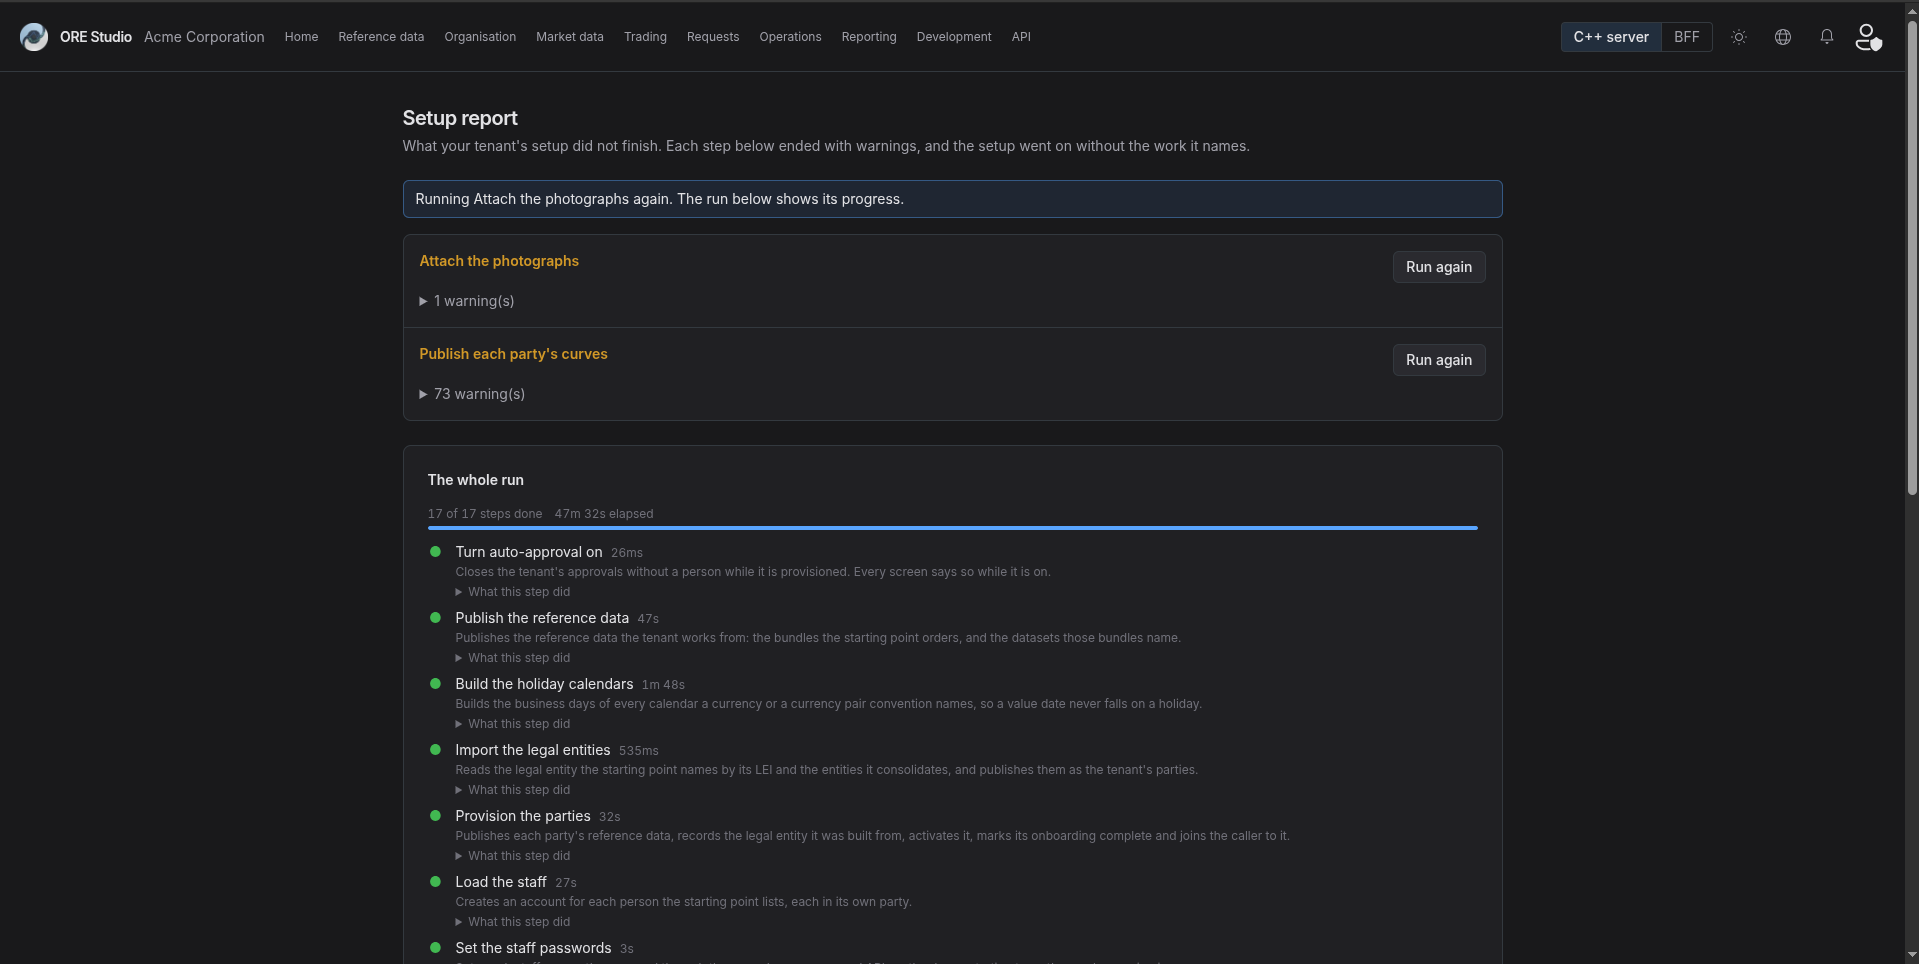 ORE Studio Acme Corporation Home Reference data Organisation Market data Trading Requests Operations Reporting Development API C++ server BFF
Setup report
What your tenant's setup did not finish. Each step below ended with warnings, and the setup went on without the work it names.
Running Attach the photographs again. The run below shows its progress.
Attach the photographs
Run again
1 warning(s)
Publish each party's curves
Run again
73 warning(s)
The whole run
17 of 17 steps done 47m 32s elapsed
Turn auto-approval on 26ms
Closes the tenant's approvals without a person while it is provisioned. Every screen says so while it is on.
What this step did
Publish the reference data 47s
Publishes the reference data the tenant works from: the bundles the starting point orders, and the datasets those bundles name.
What this step did
Build the holiday calendars 1m 48s
Builds the business days of every calendar a currency or a currency pair convention names, so a value date never falls on a holiday.
What this step did
Import the legal entities 535ms
Reads the legal entity the starting point names by its LEI and the entities it consolidates, and publishes them as the tenant's parties.
What this step did
Provision the parties 32s
Publishes each party's reference data, records the legal entity it was built from, activates it, marks its onboarding complete and joins the caller to it.
What this step did
Load the staff 27s
Creates an account for each person the starting point lists, each in its own party.
What this step did
Set the staff passwords 3s